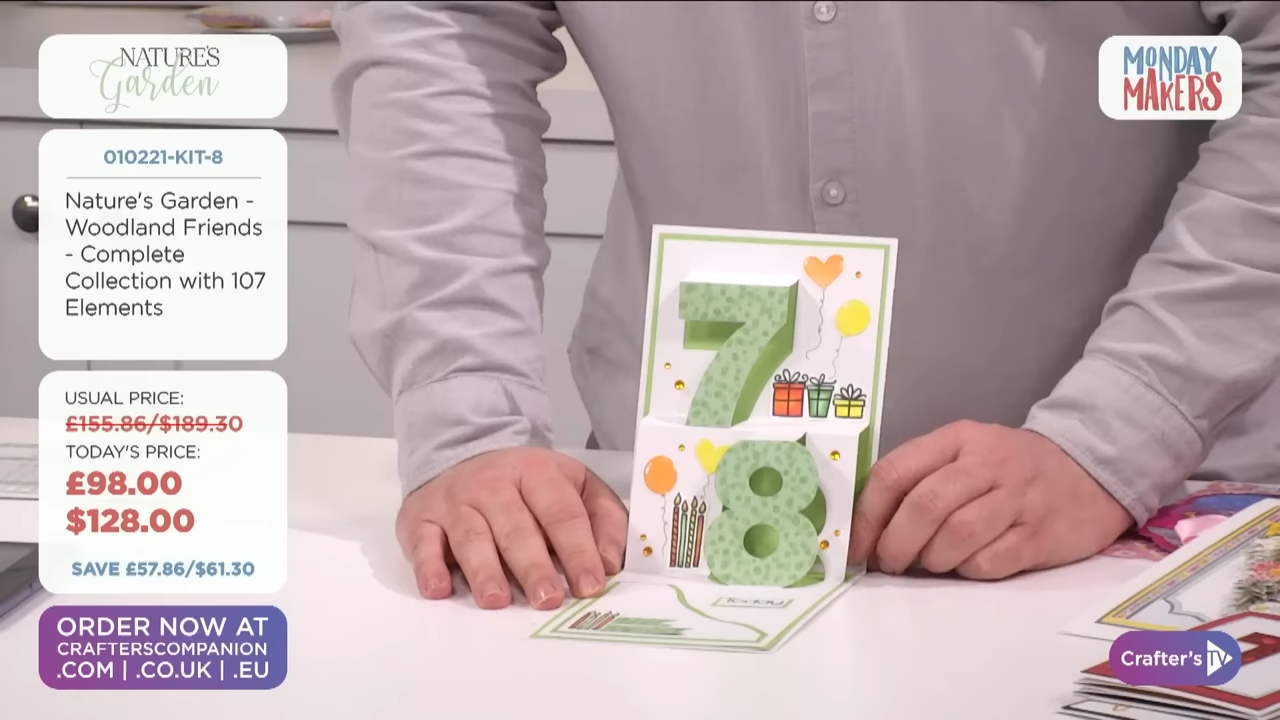 NATURE'S
Garden
010221-KIT-8
Nature's Garden -
Woodland Friends
- Complete
Collection with 107
Elements
USUAL PRICE:
£155.86/$189.30
TODAY'S PRICE:
£98.00
$128.00
SAVE £57.86/$61.30
ORDER NOW AT
CRAFTERSCOMPANION
.COM | .CO.UK | .EU
MONDAY
MAKERS
7
8
Today
Crafter's TV